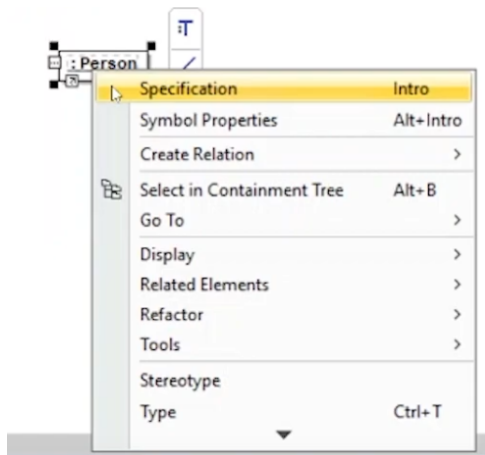 :T
: Person
Specification Intro
Symbol Properties Alt+Intro
Create Relation
Select in Containment Tree Alt+B
Go To
Display
Related Elements
Refactor
Tools
Stereotype
Type Ctrl+T